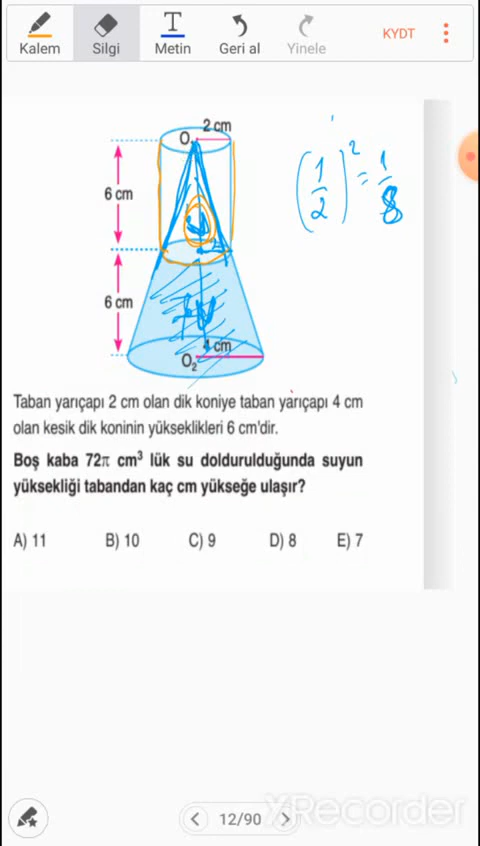 Kalem Silgi Metin Geri al Yinele KYDT
2 cm
O₁
6 cm
(1/2)² = 1/8
6 cm
4 cm
O₂
Taban yarıçapı 2 cm olan dik koniye taban yarıçapı 4 cm
olan kesik dik koninin yükseklikleri 6 cm'dir.
Boş kaba 72π cm³ lük su doldurulduğunda suyun
yüksekliği tabandan kaç cm yükseğe ulaşır?
A) 11 B) 10 C) 9 D) 8 E) 7
12/90
XRecorder